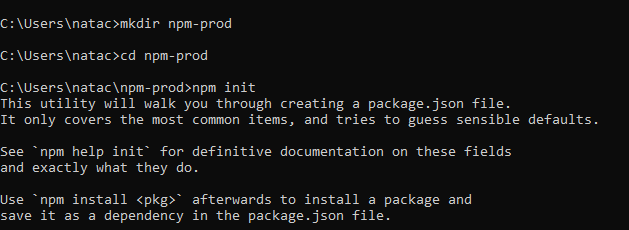 C:\Users\natac>mkdir npm-prod
C:\Users\natac>cd npm-prod
C:\Users\natac\npm-prod>npm init
This utility will walk you through creating a package.json file.
It only covers the most common items, and tries to guess sensible defaults.
See `npm help init` for definitive documentation on these fields
and exactly what they do.
Use `npm install <pkg>` afterwards to install a package and
save it as a dependency in the package.json file.